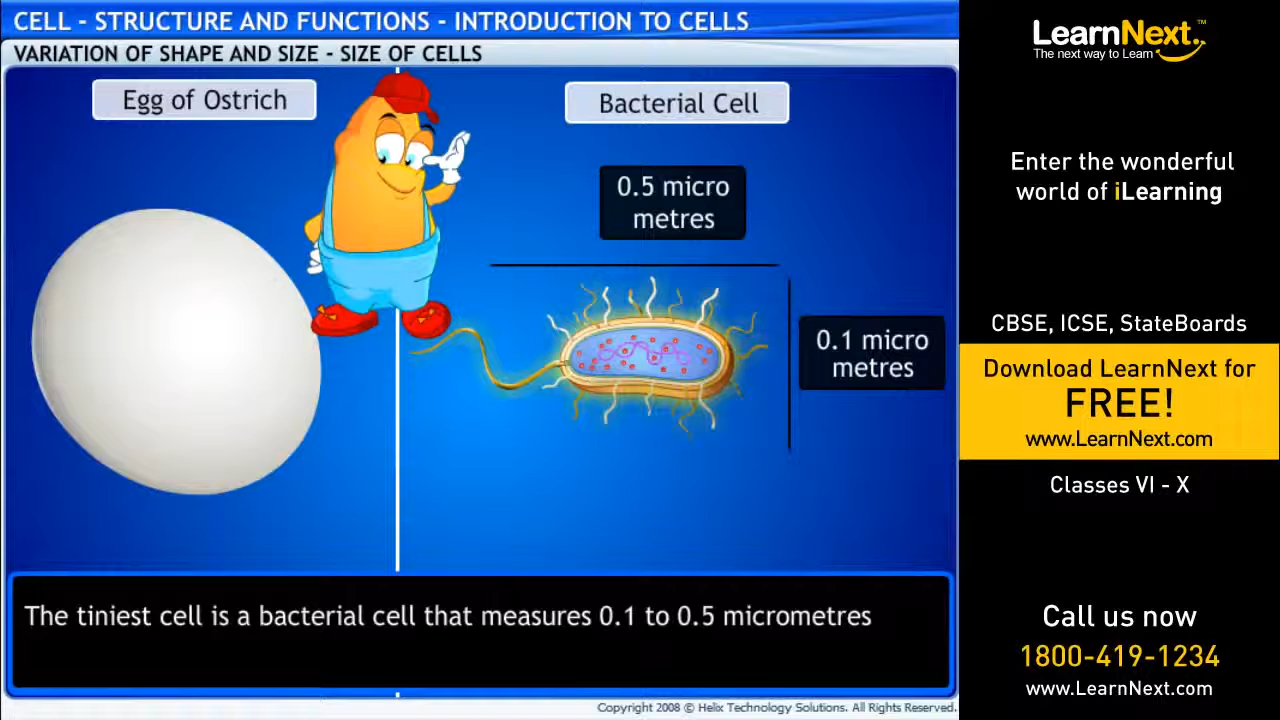 CELL - STRUCTURE AND FUNCTIONS - INTRODUCTION TO CELLS
VARIATION OF SHAPE AND SIZE - SIZE OF CELLS
Egg of Ostrich
Bacterial Cell
0.5 micro
metres
0.1 micro
metres
The tiniest cell is a bacterial cell that measures 0.1 to 0.5 micrometres
Copyright 2008 © Helix Technology Solutions. All Rights Reserved.
LearnNext.™
The next way to Learn
Enter the wonderful
world of iLearning
CBSE, ICSE, StateBoards
Download LearnNext for
FREE!
www.LearnNext.com
Classes VI - X
Call us now
1800-419-1234
www.LearnNext.com